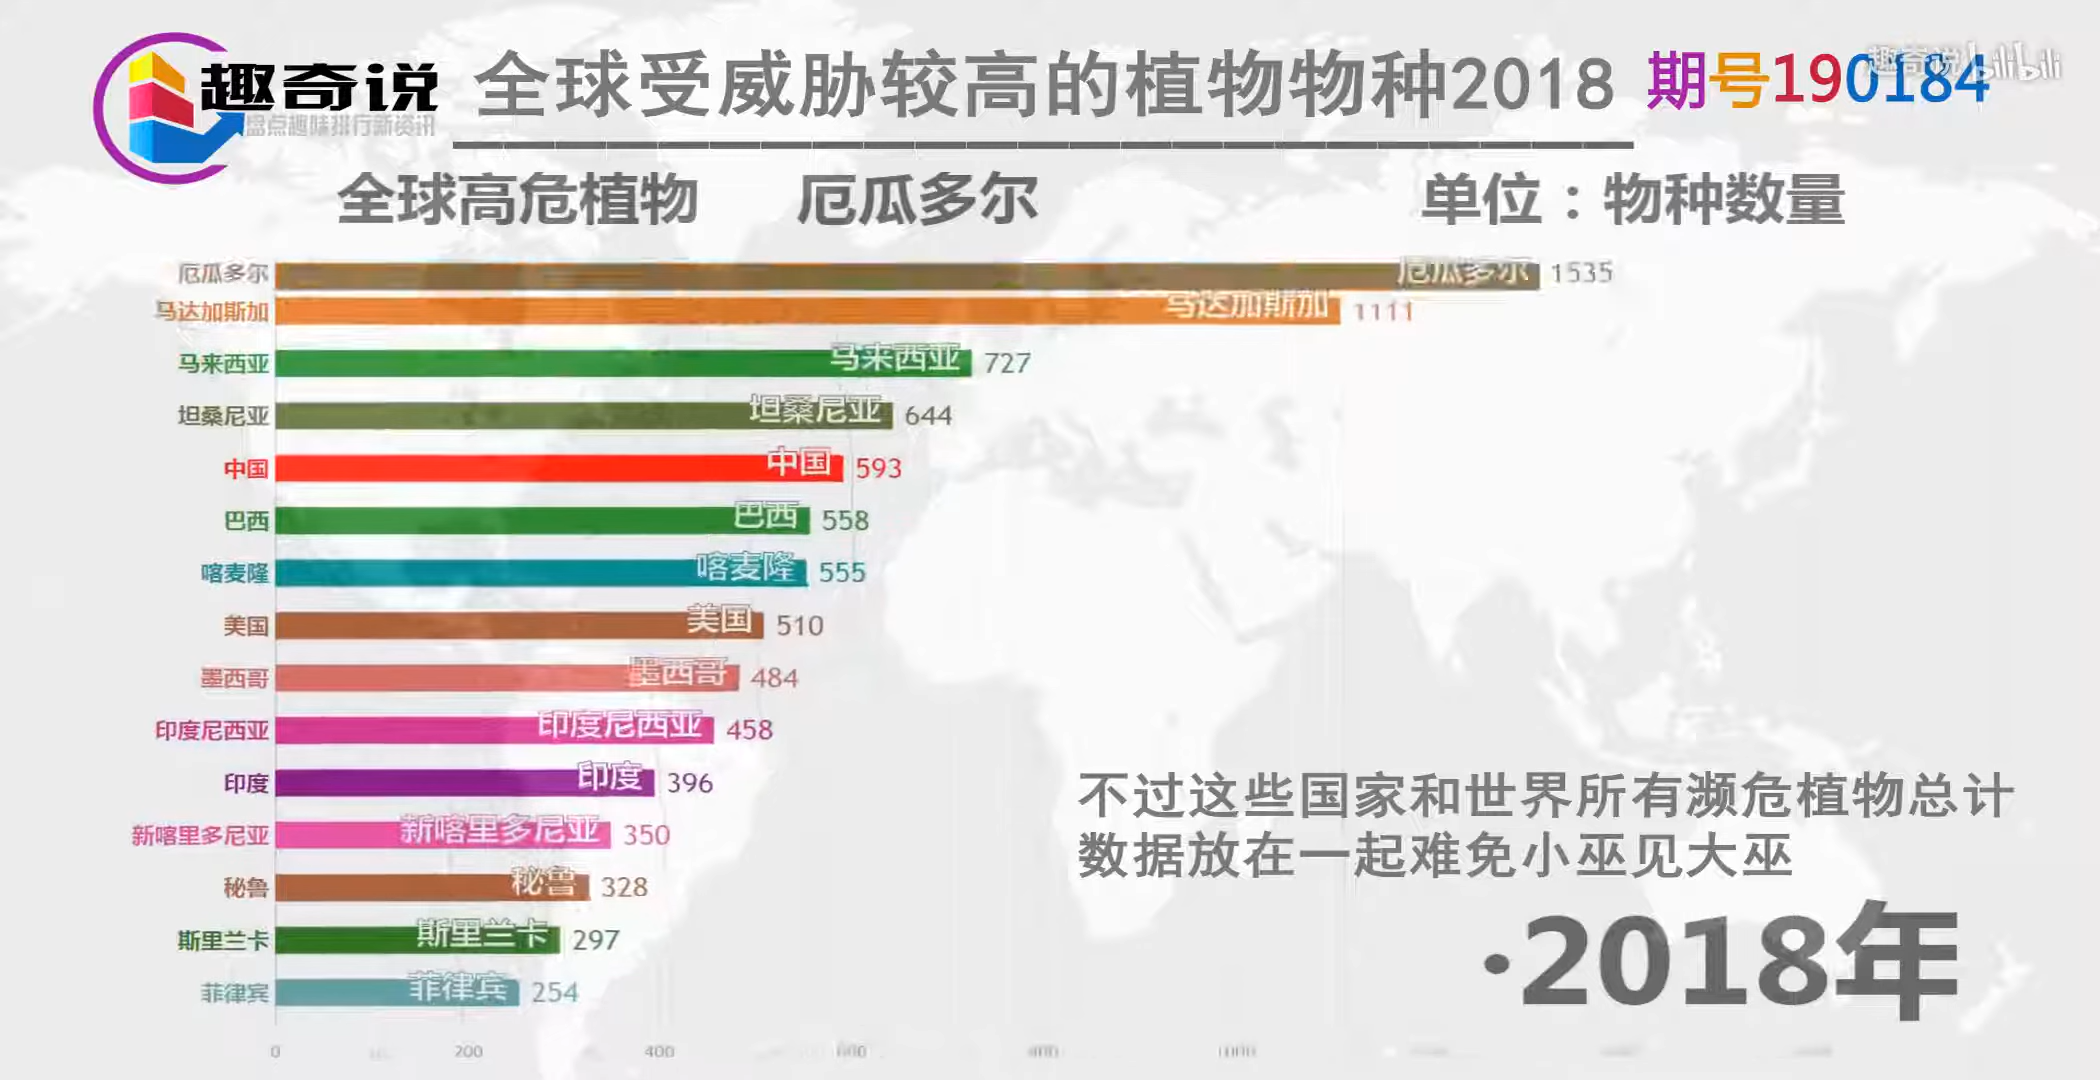 趣奇说
盘点趣味排行新资讯
全球受威胁较高的植物物种2018
期号190184
趣奇说 bilibili
全球高危植物 厄瓜多尔 单位：物种数量
厄瓜多尔 厄瓜多尔 1535
马达加斯加 马达加斯加 1111
马来西亚 马来西亚 727
坦桑尼亚 坦桑尼亚 644
中国 中国 593
巴西 巴西 558
喀麦隆 喀麦隆 555
美国 美国 510
墨西哥 墨西哥 484
印度尼西亚 印度尼西亚 458
印度 印度 396
新喀里多尼亚 新喀里多尼亚 350
秘鲁 秘鲁 328
斯里兰卡 斯里兰卡 297
菲律宾 菲律宾 254
不过这些国家和世界所有濒危植物总计
数据放在一起难免小巫见大巫
·2018年
0 200 400 600 800 1000